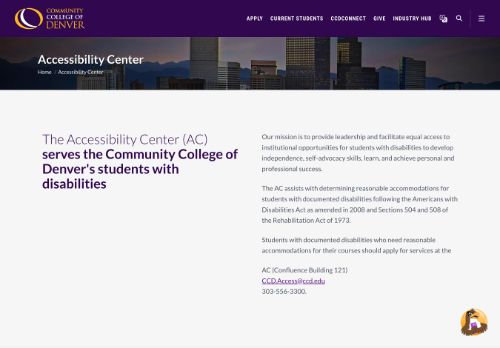 COMMUNITY
COLLEGE OF
DENVER
APPLY CURRENT STUDENTS CCDCONNECT GIVE INDUSTRY HUB
Accessibility Center
Home / Accessibility Center
The Accessibility Center (AC)
serves the Community College of
Denver's students with
disabilities
Our mission is to provide leadership and facilitate equal access to
institutional opportunities for students with disabilities to develop
independence, self-advocacy skills, learn, and achieve personal and
professional success.
The AC assists with determining reasonable accommodations for
students with documented disabilities following the Americans with
Disabilities Act as amended in 2008 and Sections 504 and 508 of
the Rehabilitation Act of 1973.
Students with documented disabilities who need reasonable
accommodations for their courses should apply for services at the
AC (Confluence Building 121)
CCD.Access@ccd.edu
303-556-3300.